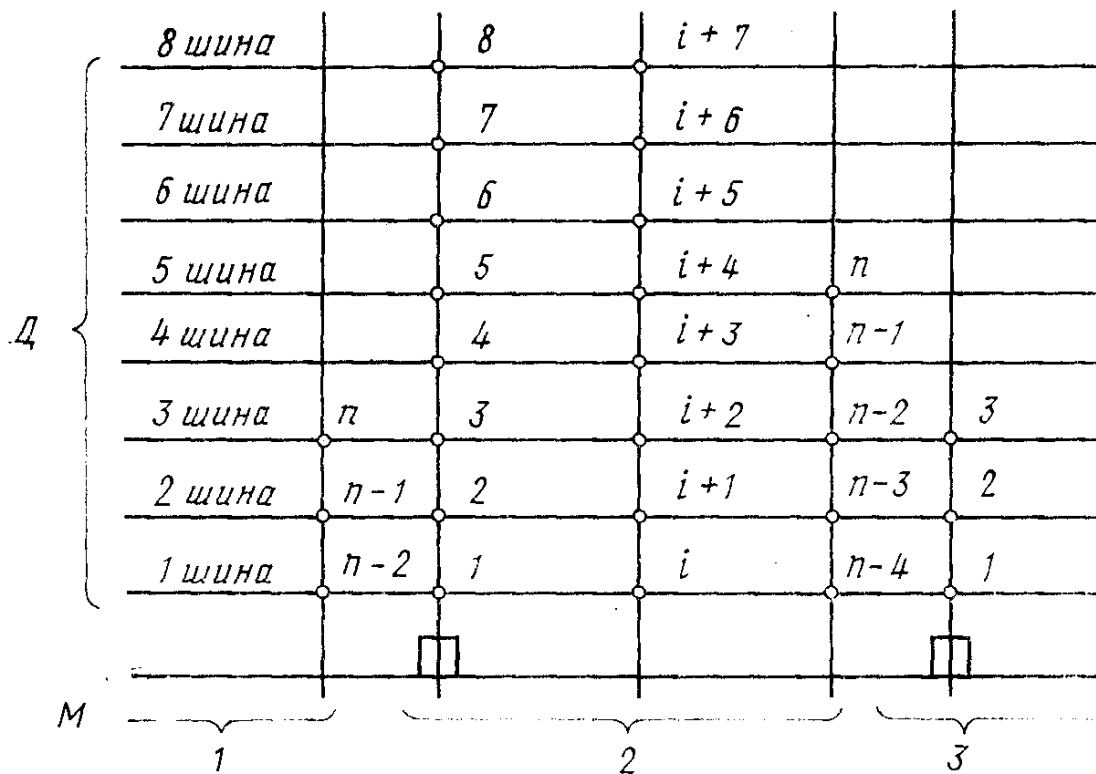 8 шина 8 i + 7
7 шина 7 i + 6
6 шина 6 i + 5
5 шина 5 i + 4 n
Д
4 шина 4 i + 3 n - 1
3 шина n 3 i + 2 n - 2 3
2 шина n - 1 2 i + 1 n - 3 2
1 шина n - 2 1 i n - 4 1
М
1 2 3